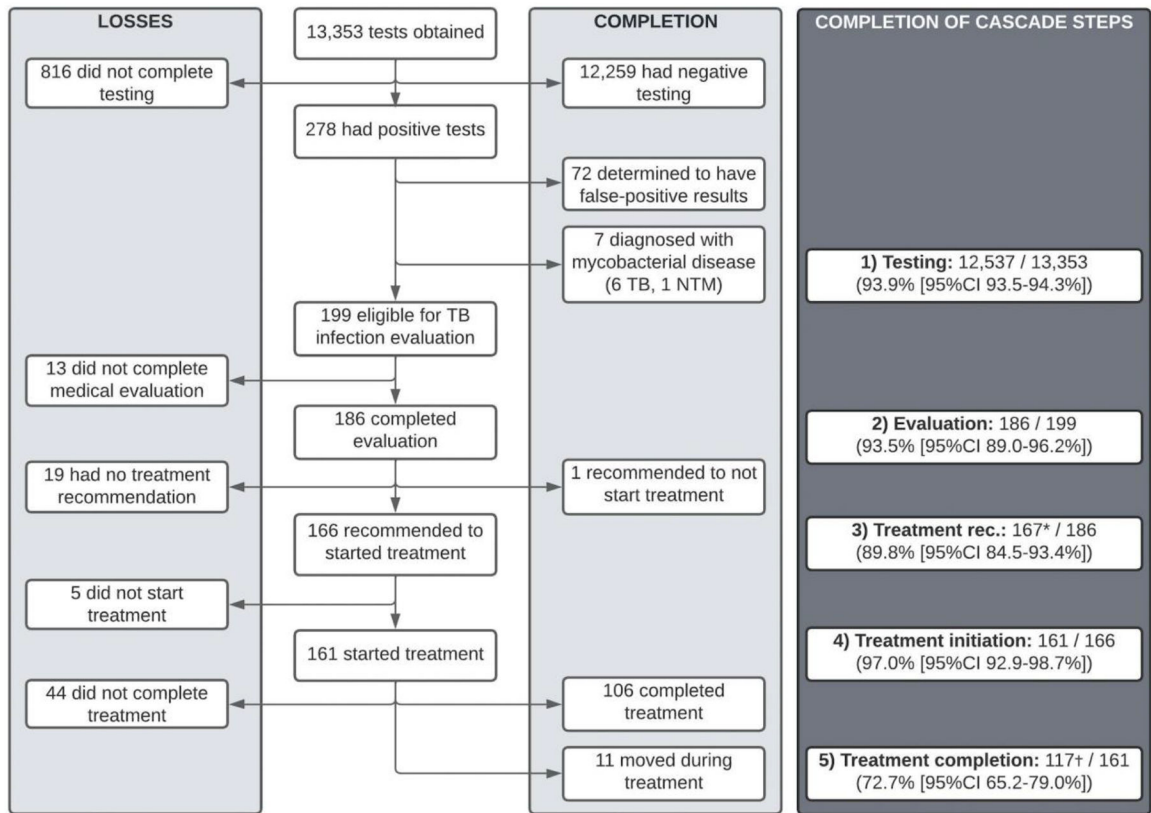 LOSSES
COMPLETION
COMPLETION OF CASCADE STEPS
13,353 tests obtained
816 did not complete
testing
12,259 had negative
testing
278 had positive tests
72 determined to have
false-positive results
7 diagnosed with
mycobacterial disease
(6 TB, 1 NTM)
1) Testing: 12,537 / 13,353
(93.9% [95%CI 93.5-94.3%])
199 eligible for TB
infection evaluation
13 did not complete
medical evaluation
186 completed
evaluation
2) Evaluation: 186 / 199
(93.5% [95%CI 89.0-96.2%])
19 had no treatment
recommendation
1 recommended to not
start treatment
166 recommended to
started treatment
3) Treatment rec.: 167* / 186
(89.8% [95%CI 84.5-93.4%])
5 did not start
treatment
161 started treatment
4) Treatment initiation: 161 / 166
(97.0% [95%CI 92.9-98.7%])
44 did not complete
treatment
106 completed
treatment
11 moved during
treatment
5) Treatment completion: 117† / 161
(72.7% [95%CI 65.2-79.0%)